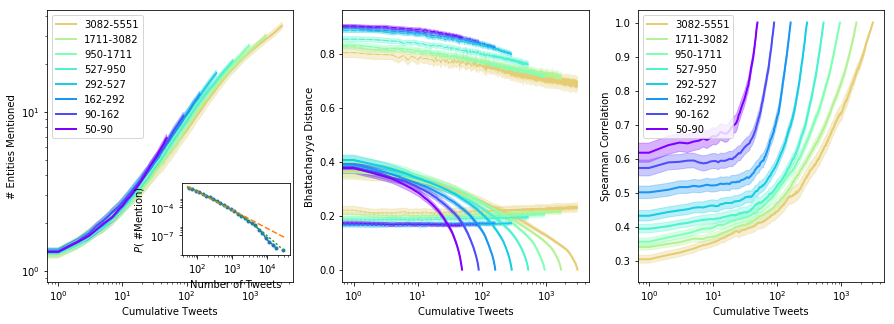 # Entities Mentioned
10¹
10⁰
3082-5551
1711-3082
950-1711
527-950
292-527
162-292
90-162
50-90
P( #Mention)
10⁻⁴
10⁻⁷
10² 10³ 10⁴
Number of Tweets
10⁰ 10¹ 10² 10³
Cumulative Tweets
Bhattacharyya Distance
0.8
0.6
0.4
0.2
0.0
10⁰ 10¹ 10² 10³
Cumulative Tweets
Spearman Correlation
1.0
0.9
0.8
0.7
0.6
0.5
0.4
0.3
3082-5551
1711-3082
950-1711
527-950
292-527
162-292
90-162
50-90
10⁰ 10¹ 10² 10³
Cumulative Tweets